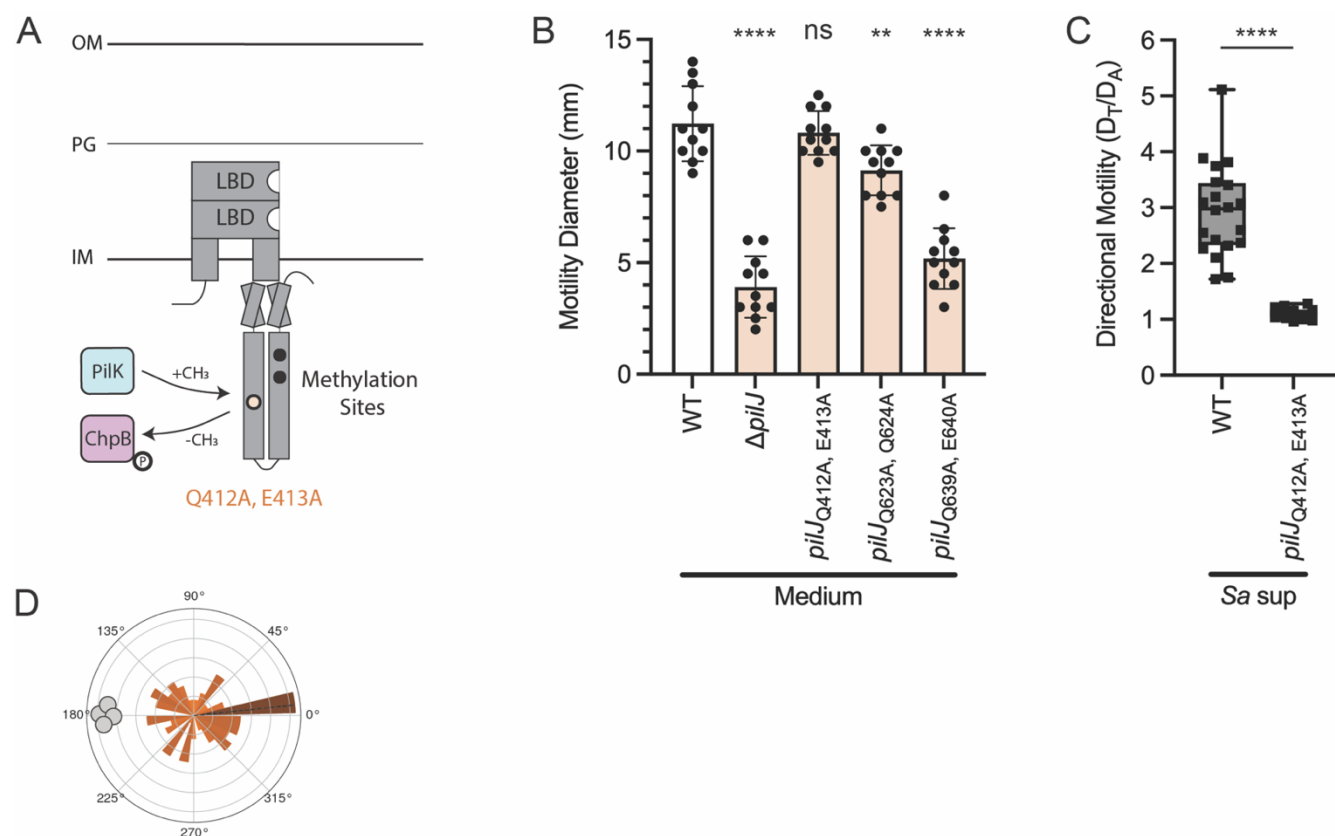 A
OM
PG
LBD
LBD
IM
PilK
+CH₃
Methylation
Sites
ChpB
P
-CH₃
Q412A, E413A
B
**** ns ** ****
Motility Diameter (mm)
15
10
5
0
WT
ΔpilJ
pilJQ412A, E413A
pilJQ623A, Q624A
pilJQ639A, E640A
Medium
C
****
Directional Motility (DT/DA)
6
5
4
3
2
1
0
WT
pilJQ412A, E413A
Sa sup
D
90°
135° 45°
180° 0°
225° 315°
270°